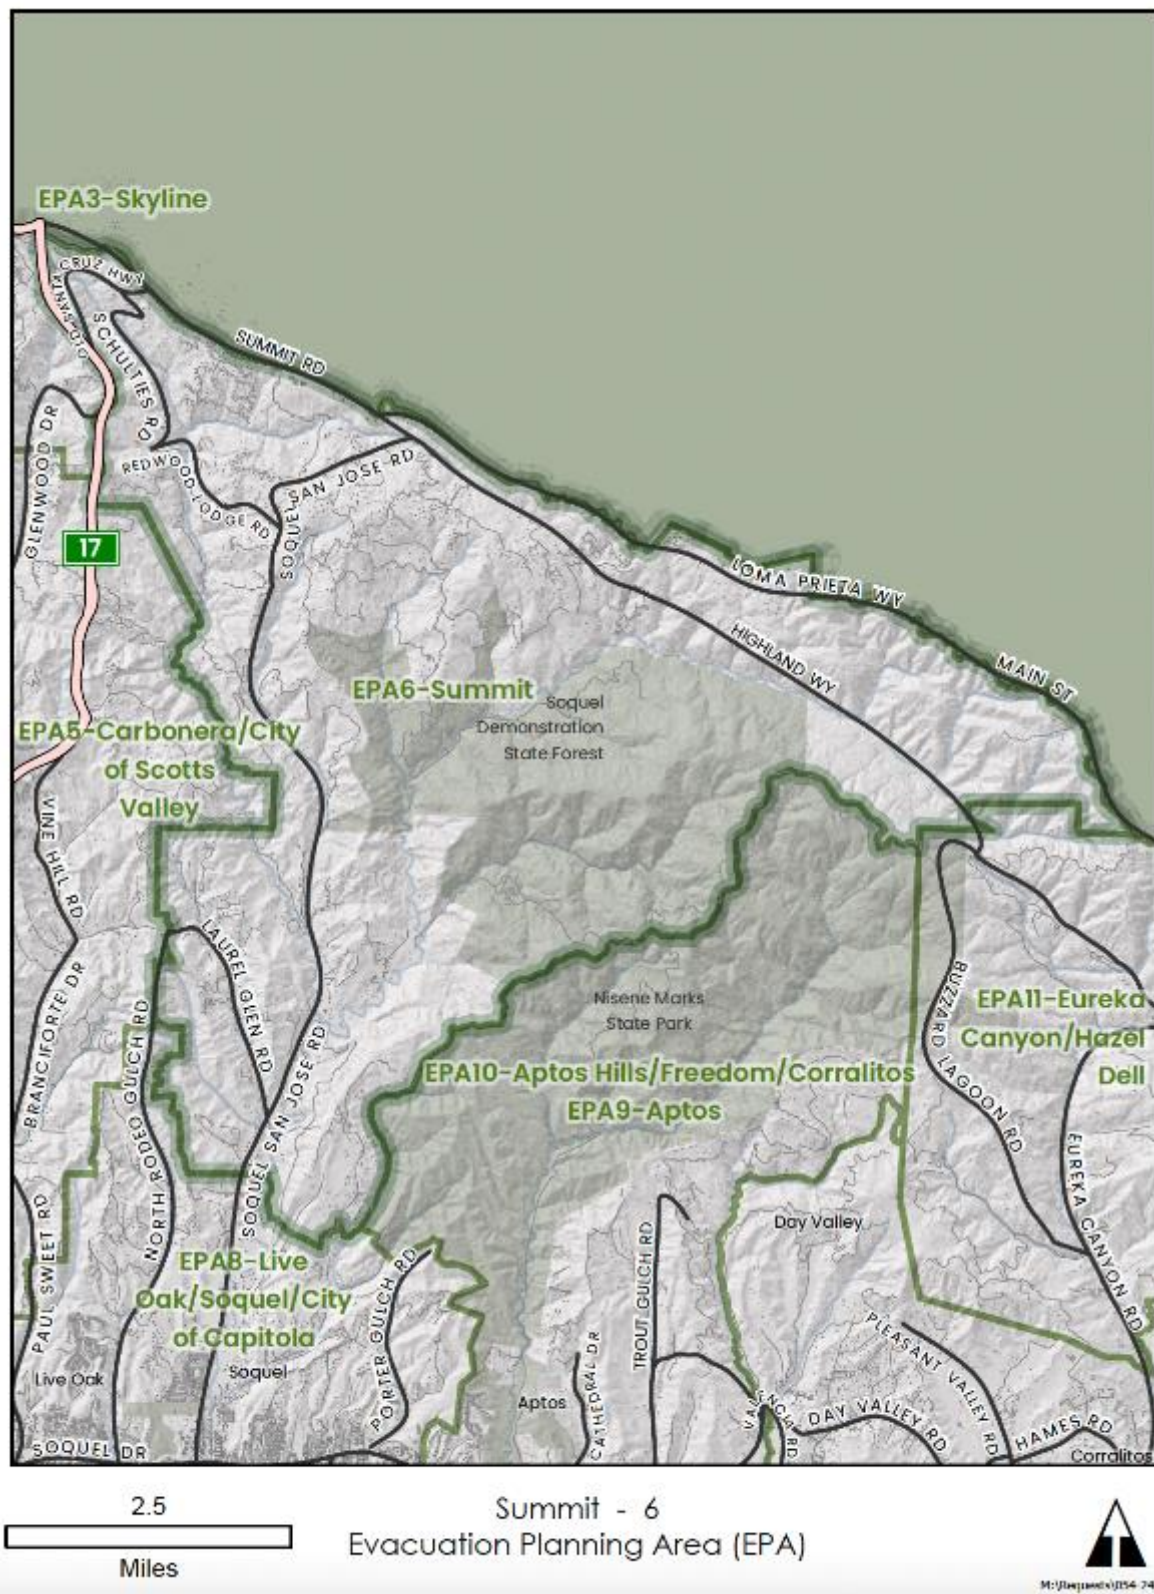 EPA3-Skyline
CRUZ HWY
OLD SANTA
SCHULTIES RD
SUMMIT RD
GLENWOOD DR
REDWOOD LODGE RD
SAN JOSE RD
SOQUEL
17
LOMA PRIETA WY
HIGHLAND WY
MAIN ST
EPA6-Summit
Soquel
Demonstration
State Forest
EPA5-Carbonera/City
of Scotts
Valley
VINE HILL RD
LAUREL GLEN RD
BRANCIFORTE DR
NORTH RODEO GULCH RD
SOQUEL SAN JOSE RD
Nisene Marks
State Park
BUZZARD LAGOON RD
EPA11-Eureka
Canyon/Hazel
Dell
EPA10-Aptos Hills/Freedom/Corralitos
EPA9-Aptos
EUREKA CANYON RD
PAUL SWEET RD
Day Valley
EPA8-Live
Oak/Soquel/City
of Capitola
PORTER GULCH RD
TROUT GULCH RD
PLEASANT VALLEY RD
Live Oak
Soquel
Aptos
CATHEDRAL DR
VALENCIA RD
DAY VALLEY RD
HAMES RD
SOQUEL DR
Corralitos
2.5
Miles
Summit - 6
Evacuation Planning Area (EPA)